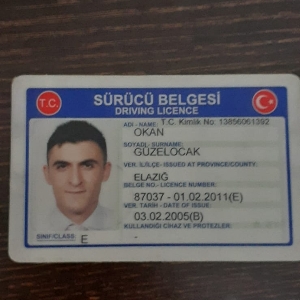 T.C.
SÜRÜCÜ BELGESİ
DRIVING LICENCE
ADI - NAME: T.C. Kimlik No: 13856061392
OKAN
SOYADI - SURNAME:
GÜZELOCAK
VER. İL/İLÇE - ISSUED AT PROVINCE/COUNTY:
ELAZIĞ
BELGE NO - LICENCE NUMBER:
87037 - 01.02.2011(E)
VER. TARİH - DATE OF ISSUE:
03.02.2005(B)
KULLANDIĞI CİHAZ VE PROTEZLER:
-
SINIF/CLASS: E